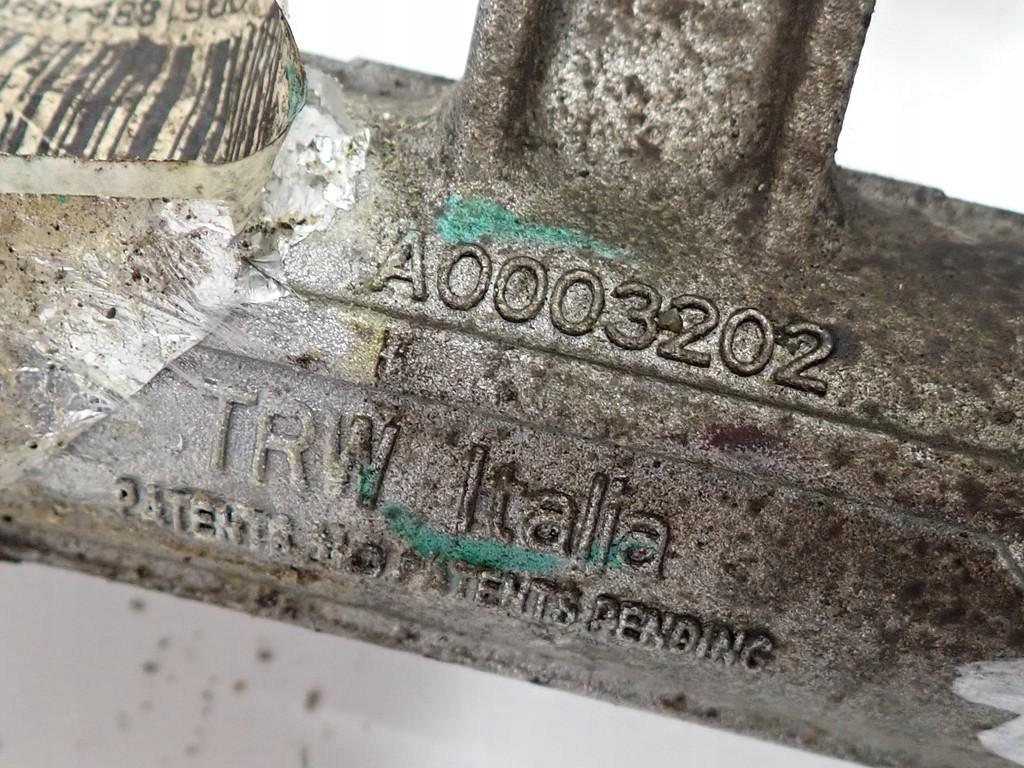 A0003202
TRW Italia
PATENTS AND PATENTS PENDING